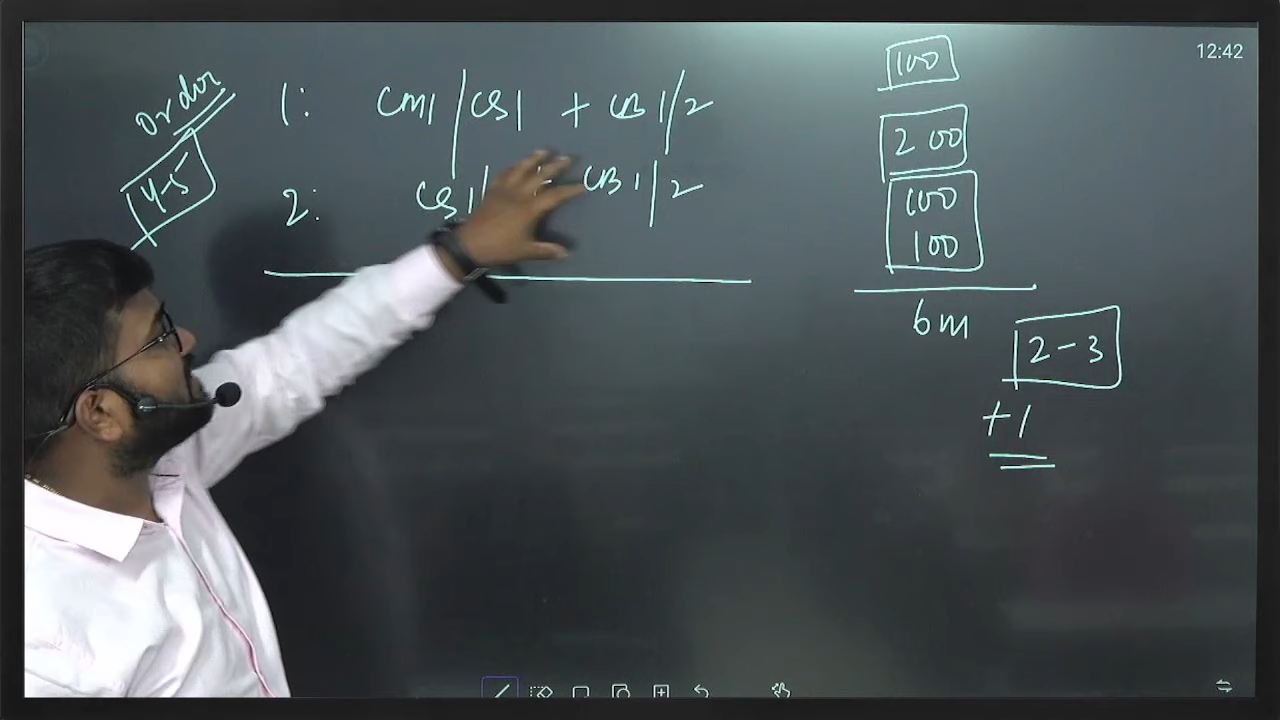 12:42
Order
4-5
1: CM1 | CS1 + CB1/2
2: CS1 | + CB1/2
100
200
100
100
6m
2-3
+1